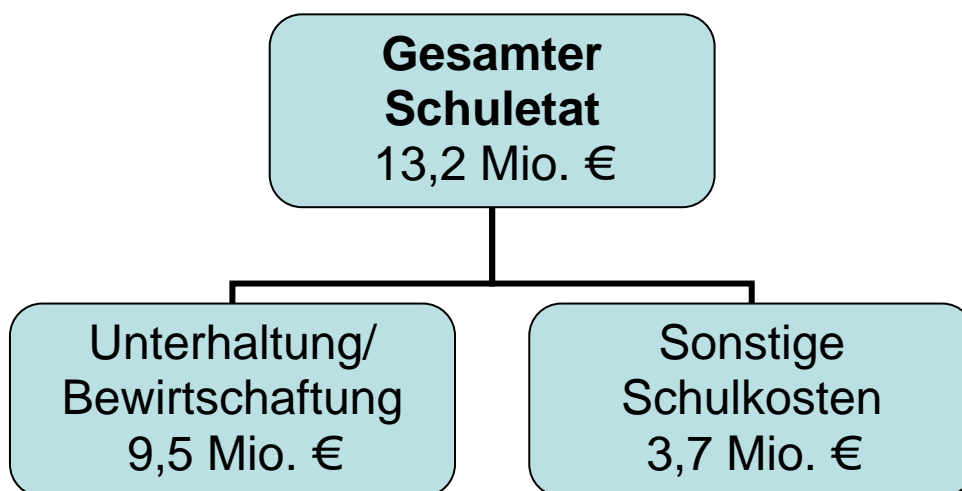 Gesamter
Schuletat
13,2 Mio. €
Unterhaltung/
Bewirtschaftung
9,5 Mio. €
Sonstige
Schulkosten
3,7 Mio. €